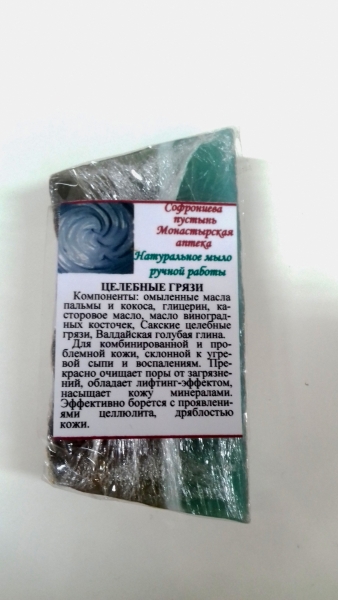 Софрониева
пустынь
Монастырская
аптека
Натуральное мыло
ручной работы
ЦЕЛЕБНЫЕ ГРЯЗИ
Компоненты: омыленные масла
пальмы и кокоса, глицерин, ка-
сторовое масло, масло виноград-
ных косточек, Сакские целебные
грязи, Валдайская голубая глина.
Для комбинированной и про-
блемной кожи, склонной к угре-
вой сыпи и воспалениям. Пре-
красно очищает поры от загрязне-
ний, обладает лифтинг-эффектом,
насыщает кожу минералами.
Эффективно борется с проявлени-
ями целлюлита, дряблостью
кожи.